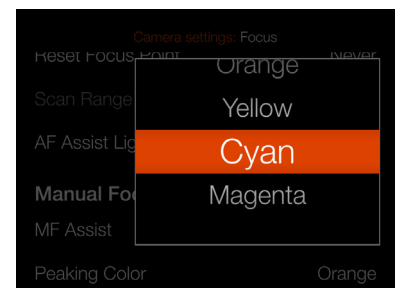 Camera settings: Focus
Reset Focus Point Never
Orange
Scan Range
Yellow
AF Assist Lig
Cyan
Manual Fo
Magenta
MF Assist
Peaking Color Orange